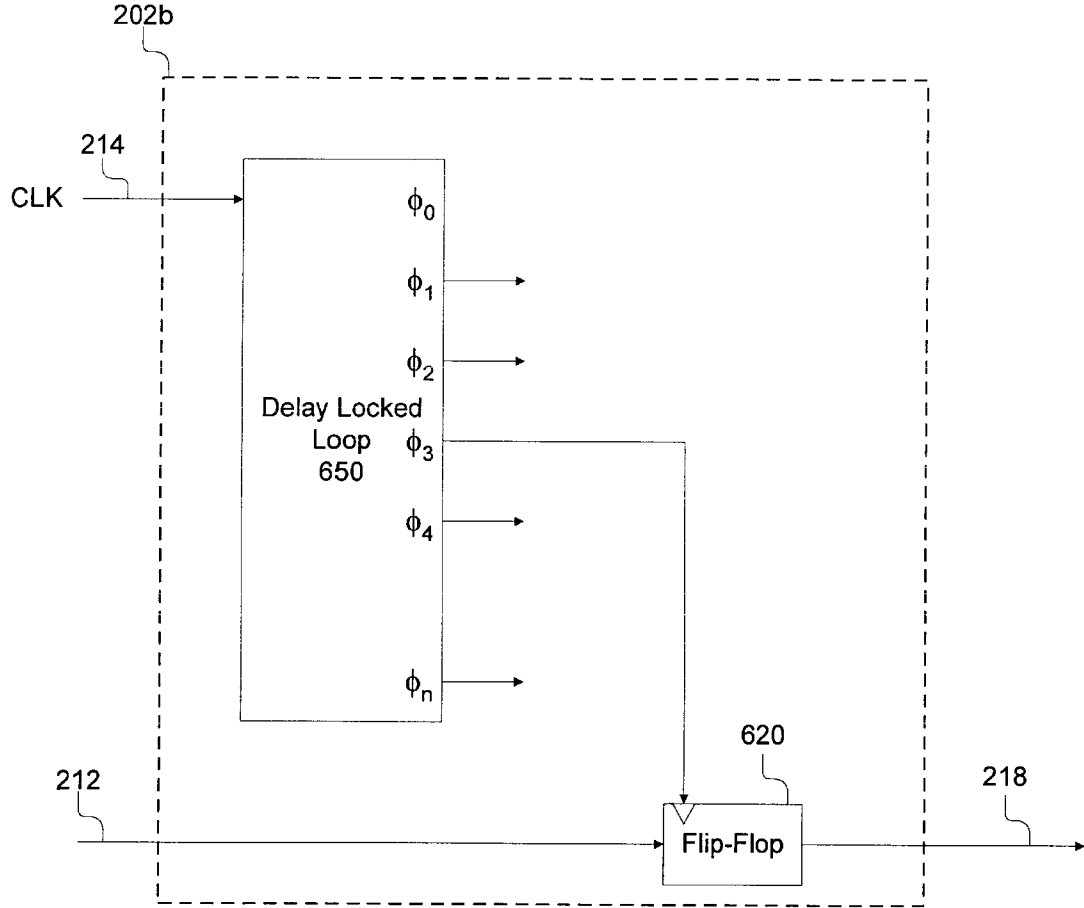 202b
214
CLK
ϕ0
ϕ1
ϕ2
Delay Locked
Loop
650
ϕ3
ϕ4
ϕn
620
212
218
Flip-Flop